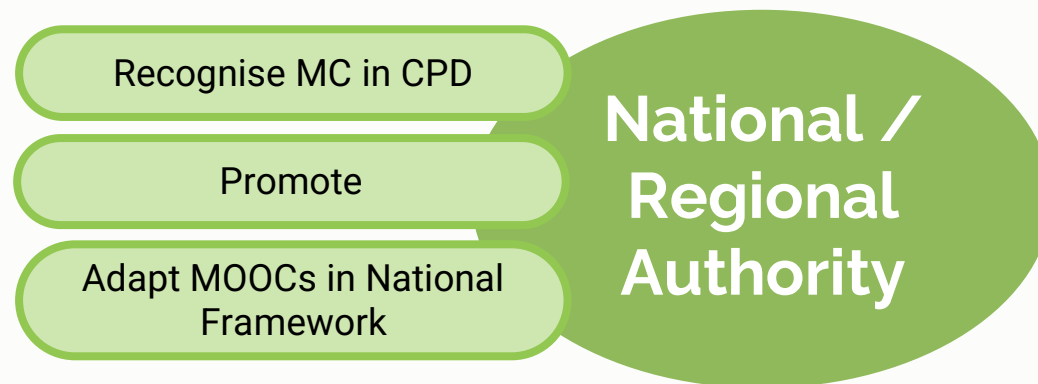 Recognise MC in CPD
Promote
Adapt MOOCs in National
Framework
National /
Regional
Authority